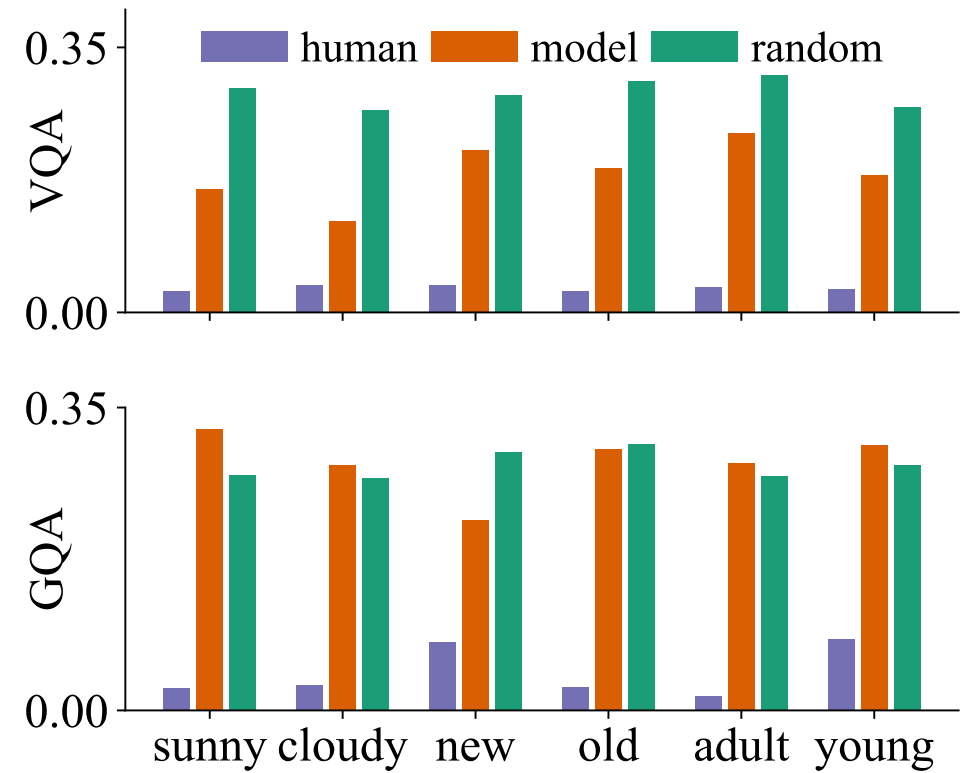 0.35
human model random
VQA
0.00
0.35
GQA
0.00
sunny cloudy new old adult young